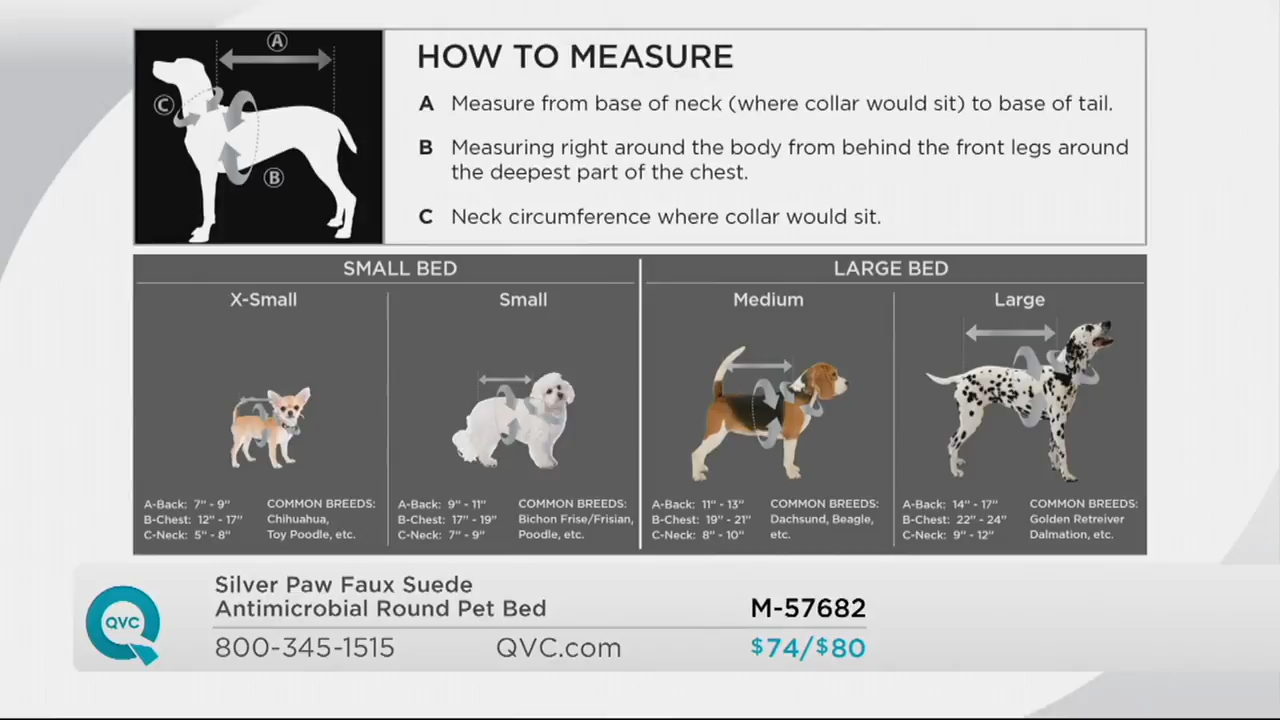 A
C
B
HOW TO MEASURE
A Measure from base of neck (where collar would sit) to base of tail.
B Measuring right around the body from behind the front legs around
the deepest part of the chest.
C Neck circumference where collar would sit.
SMALL BED
LARGE BED
X-Small
Small
Medium
Large
A-Back: 7" - 9"
B-Chest: 12" - 17"
C-Neck: 5" - 8"
COMMON BREEDS:
Chihuahua,
Toy Poodle, etc.
A-Back: 9" - 11"
B-Chest: 17" - 19"
C-Neck: 7" - 9"
COMMON BREEDS:
Bichon Frise/Frisian,
Poodle, etc.
A-Back: 11" - 13"
B-Chest: 19" - 21"
C-Neck: 8" - 10"
COMMON BREEDS:
Dachsund, Beagle,
etc.
A-Back: 14" - 17"
B-Chest: 22" - 24"
C-Neck: 9" - 12"
COMMON BREEDS:
Golden Retreiver
Dalmation, etc.
QVC
Silver Paw Faux Suede
Antimicrobial Round Pet Bed
M-57682
800-345-1515
QVC.com
$74/$80